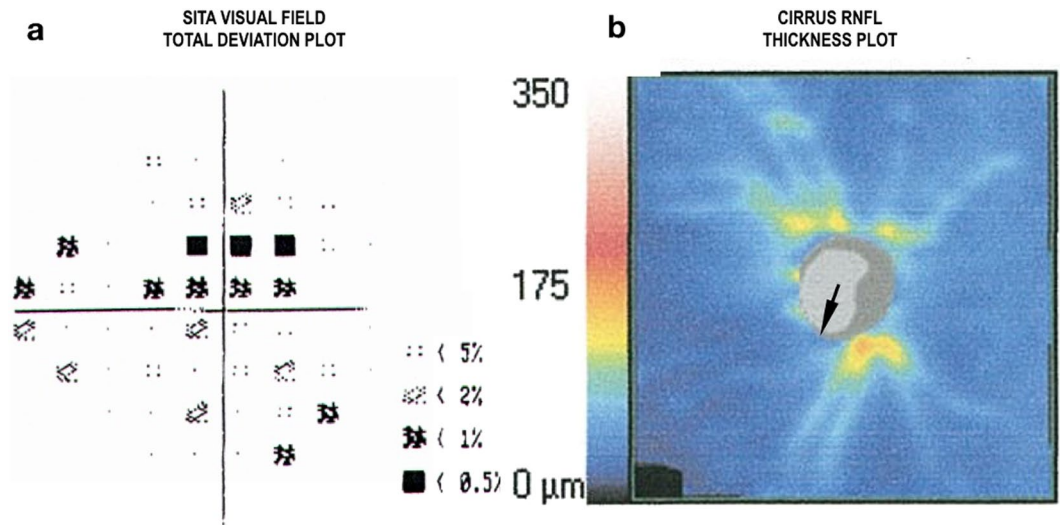 a
SITA VISUAL FIELD
TOTAL DEVIATION PLOT
:: < 5%
< 2%
< 1%
< 0.5%
b
CIRRUS RNFL
THICKNESS PLOT
350
175
0 μm